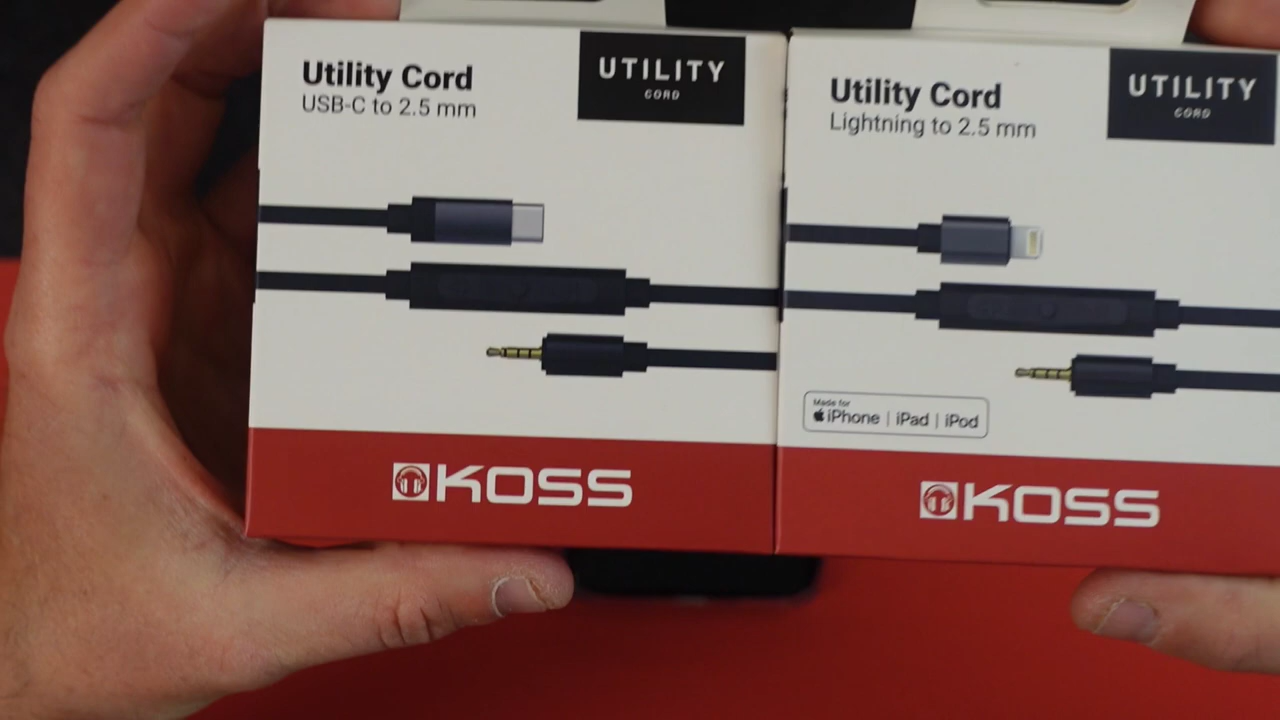 Utility Cord
USB-C to 2.5 mm
UTILITY
CORD
KOSS
Utility Cord
Lightning to 2.5 mm
UTILITY
CORD
Made for
iPhone | iPad | iPod
KOSS